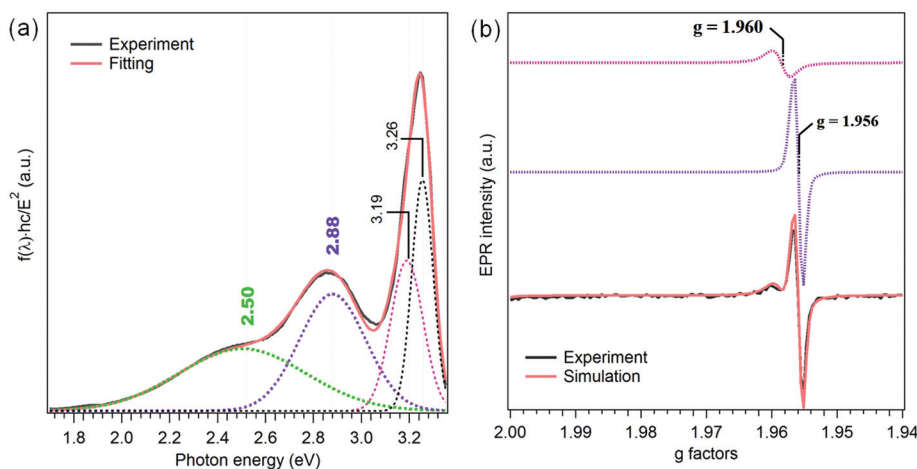 (a)
Experiment
Fitting
f(λ)·hc/E² (a.u.)
2.50
2.88
3.19
3.26
1.8 2.0 2.2 2.4 2.6 2.8 3.0 3.2
Photon energy (eV)
(b)
g = 1.960
g = 1.956
EPR intensity (a.u.)
Experiment
Simulation
2.00 1.99 1.98 1.97 1.96 1.95 1.94
g factors